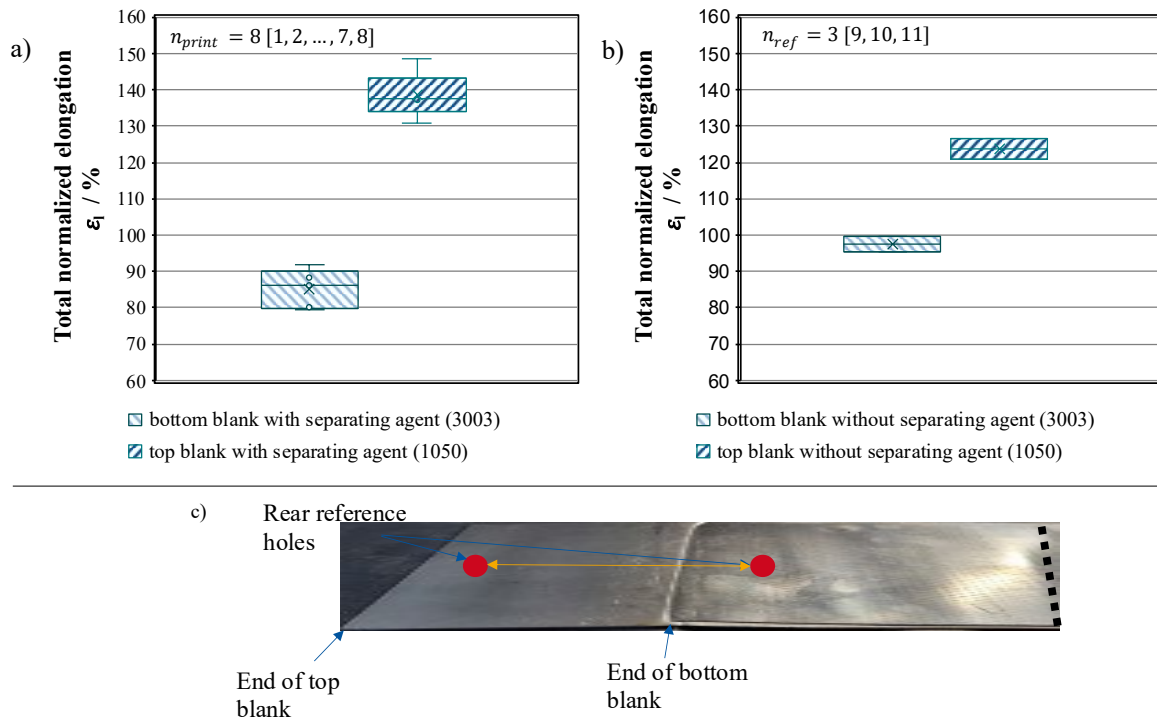 a)
n_print = 8 [1, 2, … , 7, 8]
Total normalized elongation
ε_l / %
160
150
140
130
120
110
100
90
80
70
60
bottom blank with separating agent (3003)
top blank with separating agent (1050)
b)
n_ref = 3 [9, 10, 11]
Total normalized elongation
ε_l / %
160
150
140
130
120
110
100
90
80
70
60
bottom blank without separating agent (3003)
top blank without separating agent (1050)
c)
Rear reference
holes
End of top
blank
End of bottom
blank